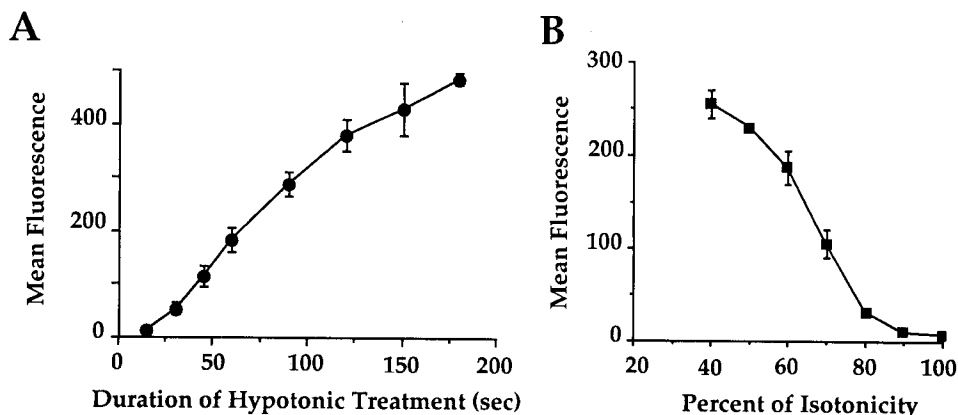 A
Mean Fluorescence
400
200
0
0
50
100
150
200
Duration of Hypotonic Treatment (sec)
B
Mean Fluorescence
300
200
100
0
20
40
60
80
100
Percent of Isotonicity